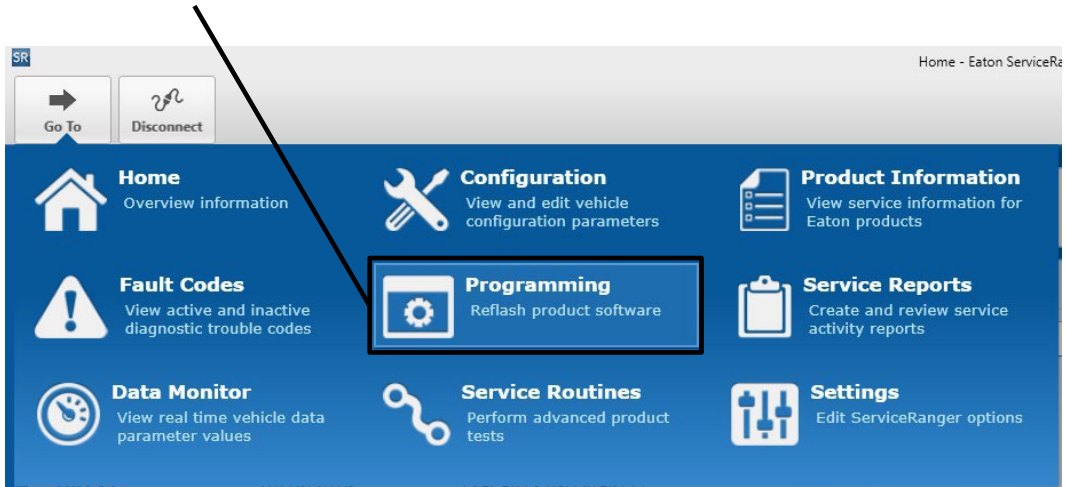 SR
Home - Eaton ServiceRa
Go To
Disconnect
Home
Overview information
Configuration
View and edit vehicle
configuration parameters
Product Information
View service information for
Eaton products
Fault Codes
View active and inactive
diagnostic trouble codes
Programming
Reflash product software
Service Reports
Create and review service
activity reports
Data Monitor
View real time vehicle data
parameter values
Service Routines
Perform advanced product
tests
Settings
Edit ServiceRanger options